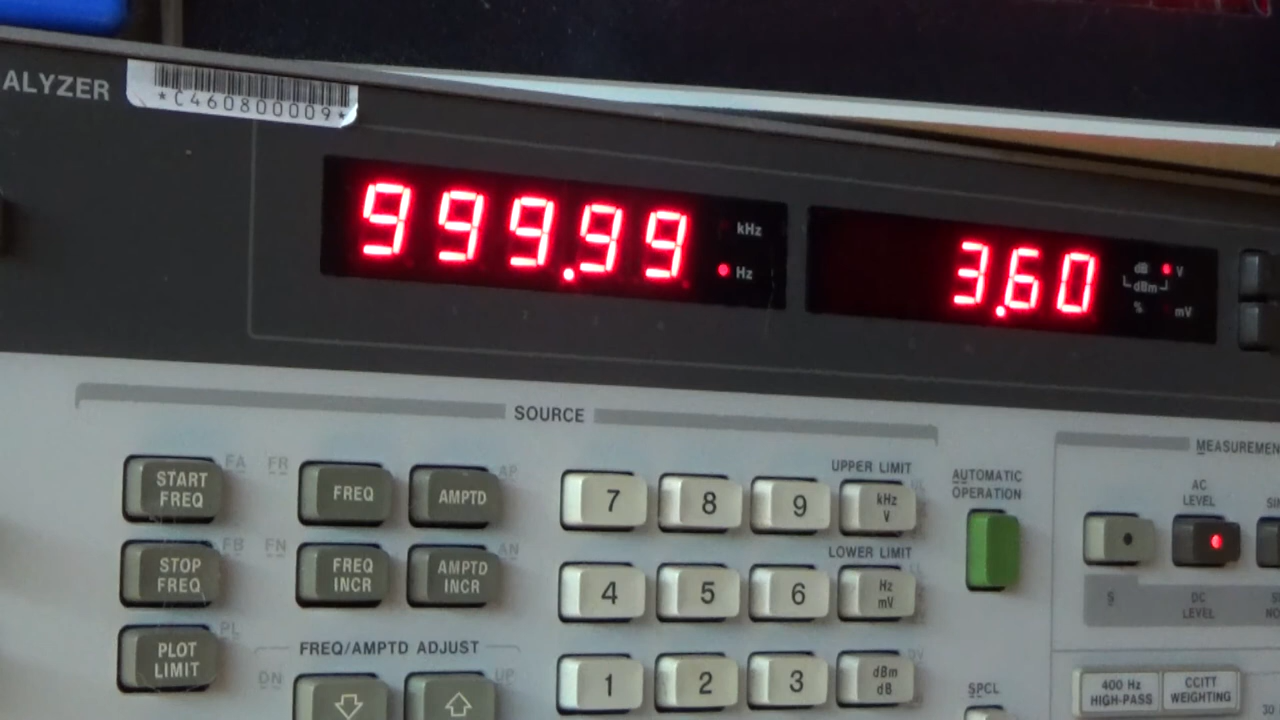 ALYZER
*C460800009*
999.99
kHz
Hz
3.60
dB V
dBm
% mV
SOURCE
MEASUREMEN
START FREQ
FA
FR
FREQ
AMPTD
AP
7
8
9
UPPER LIMIT
kHz
V
AUTOMATIC
OPERATION
AC
LEVEL
STOP FREQ
FB
FN
FREQ
INCR
AMPTD
INCR
AN
4
5
6
LOWER LIMIT
Hz
mV
S
DC
LEVEL
PLOT
LIMIT
PL
FREQ/AMPTD ADJUST
DN
UP
1
2
3
dBm
dB
SPCL
400 Hz
HIGH-PASS
CCITT
WEIGHTING
30